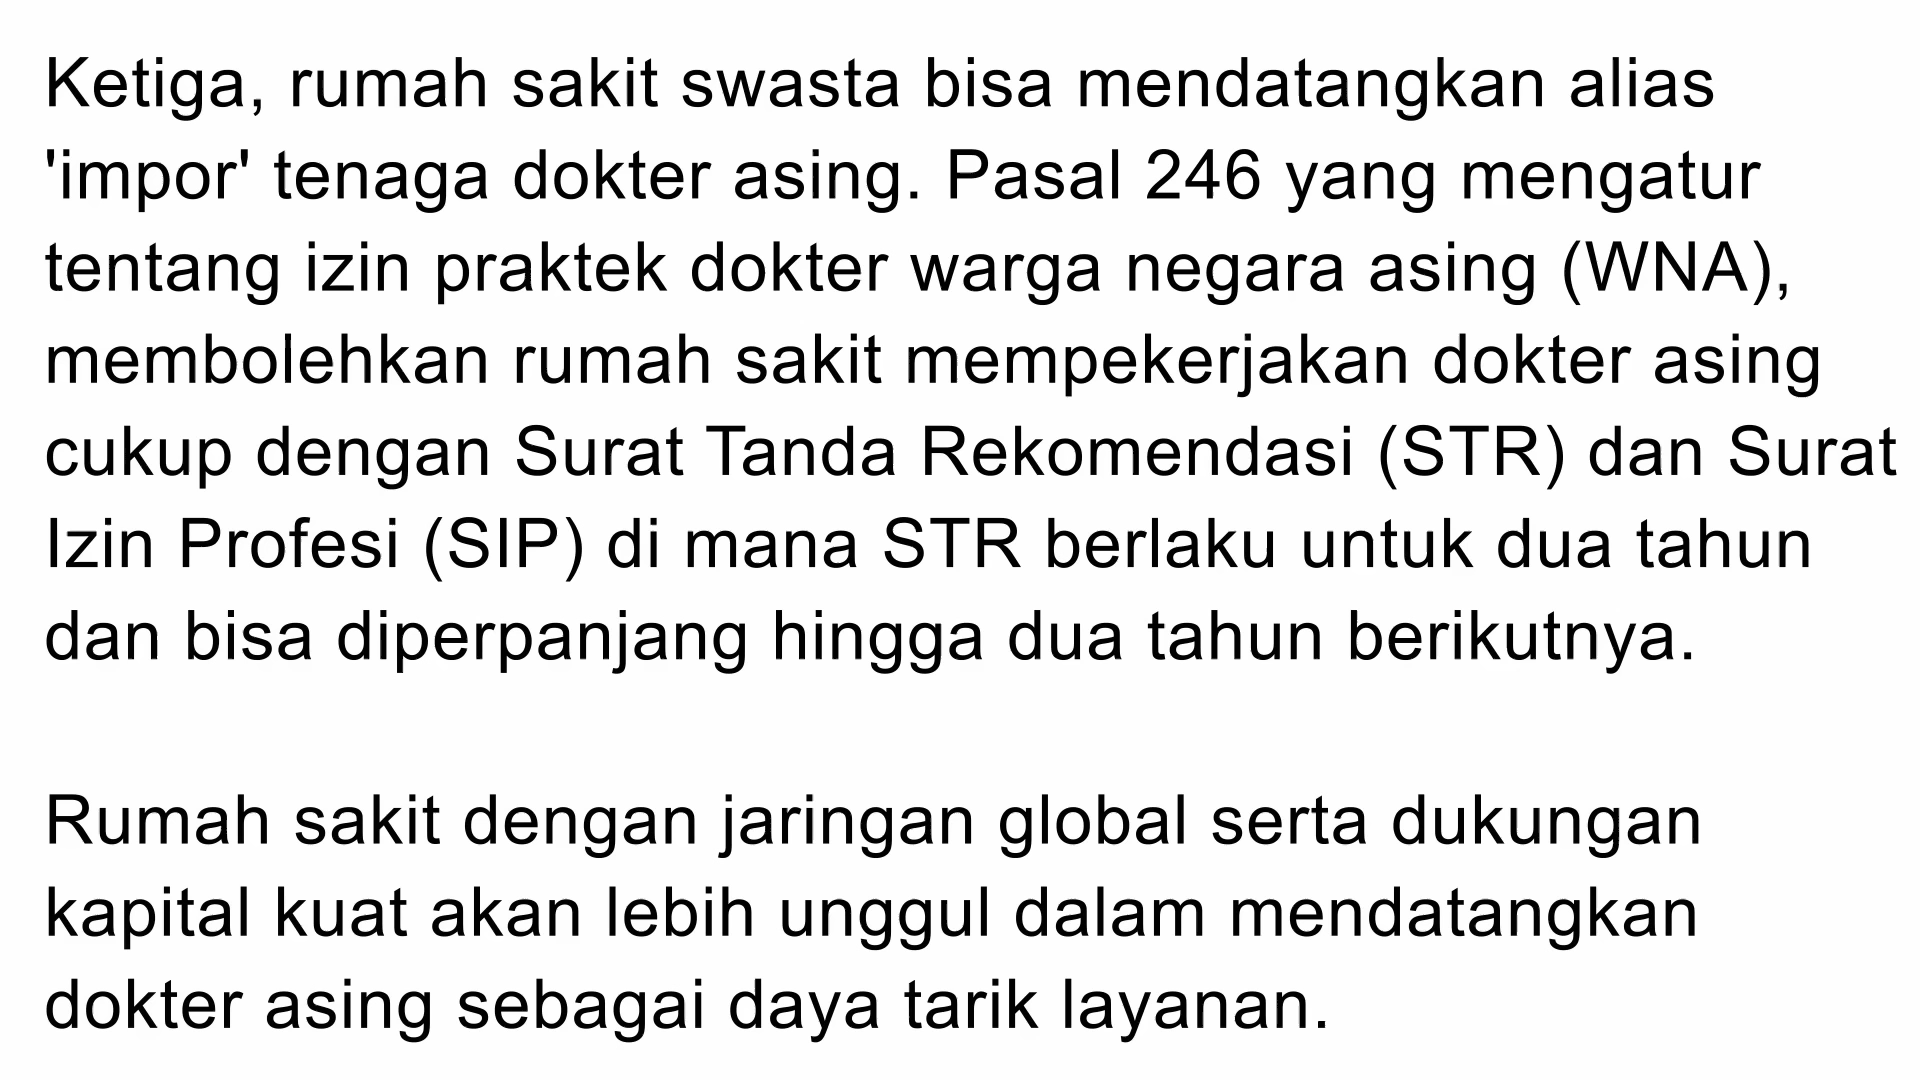 Ketiga, rumah sakit swasta bisa mendatangkan alias
'impor' tenaga dokter asing. Pasal 246 yang mengatur
tentang izin praktek dokter warga negara asing (WNA),
membolehkan rumah sakit mempekerjakan dokter asing
cukup dengan Surat Tanda Rekomendasi (STR) dan Surat
Izin Profesi (SIP) di mana STR berlaku untuk dua tahun
dan bisa diperpanjang hingga dua tahun berikutnya.
Rumah sakit dengan jaringan global serta dukungan
kapital kuat akan lebih unggul dalam mendatangkan
dokter asing sebagai daya tarik layanan.